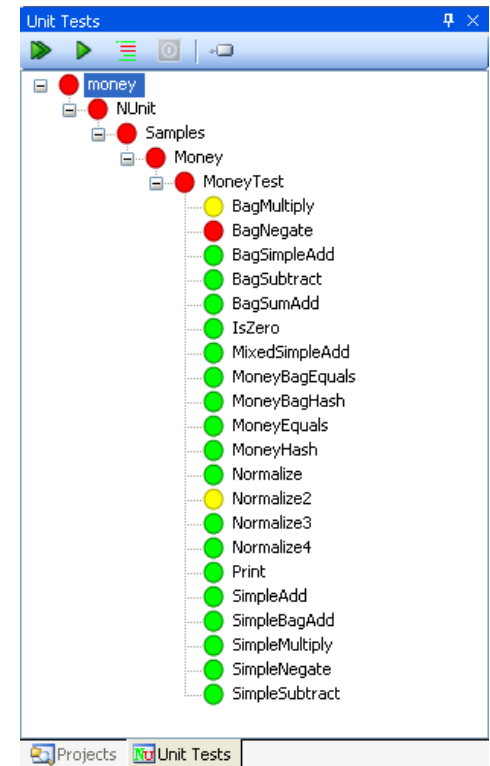 Unit Tests
money
NUnit
Samples
Money
MoneyTest
BagMultiply
BagNegate
BagSimpleAdd
BagSubtract
BagSumAdd
IsZero
MixedSimpleAdd
MoneyBagEquals
MoneyBagHash
MoneyEquals
MoneyHash
Normalize
Normalize2
Normalize3
Normalize4
Print
SimpleAdd
SimpleBagAdd
SimpleMultiply
SimpleNegate
SimpleSubtract
Projects Nu Unit Tests